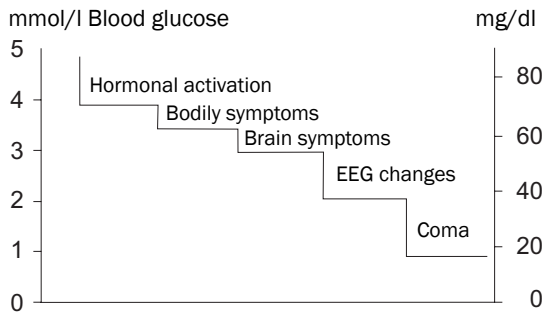 mmol/l Blood glucose mg/dl
5
80
Hormonal activation
4
Bodily symptoms
60
Brain symptoms
3
EEG changes
40
2
Coma
20
1
0 0